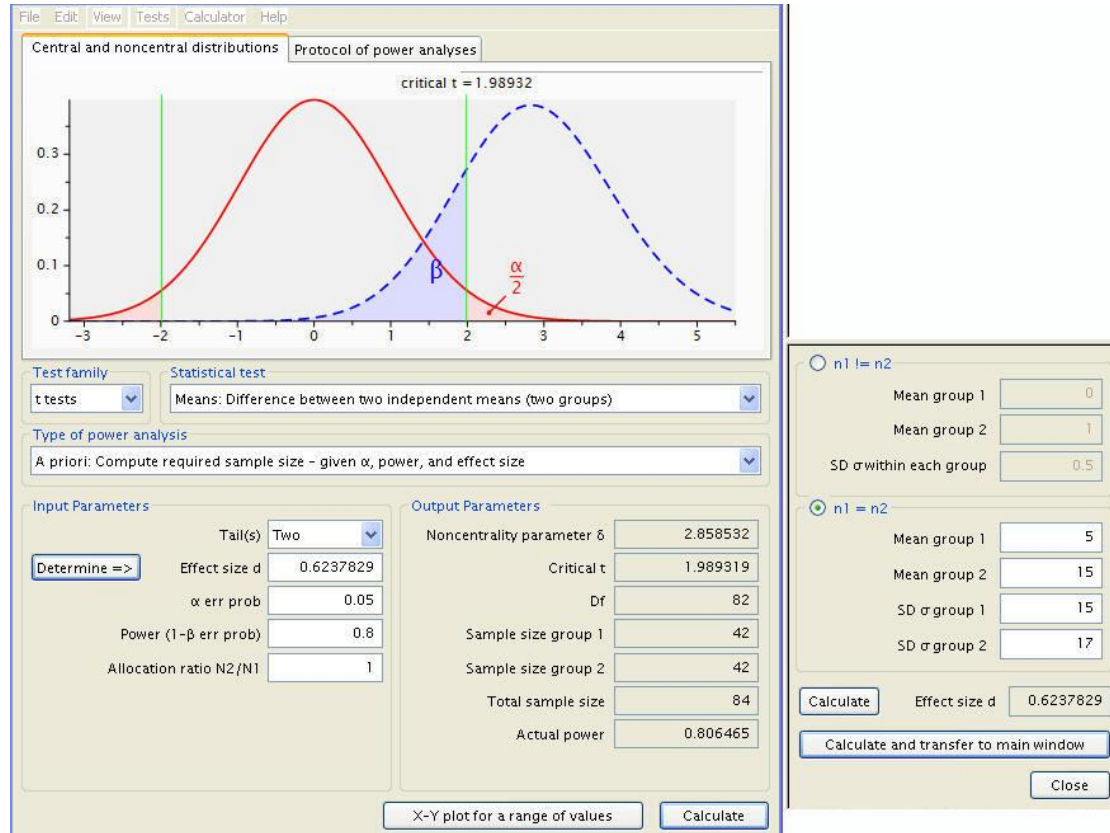 File Edit View Tests Calculator Help
Central and noncentral distributions Protocol of power analyses
critical t = 1.98932
0.3
0.2
0.1
0
β
α
2
-3 -2 -1 0 1 2 3 4 5
Test family Statistical test
t tests Means: Difference between two independent means (two groups)
Type of power analysis
A priori: Compute required sample size – given α, power, and effect size
Input Parameters
Tail(s) Two
Determine => Effect size d 0.6237829
α err prob 0.05
Power (1-β err prob) 0.8
Allocation ratio N2/N1 1
Output Parameters
Noncentrality parameter δ 2.858532
Critical t 1.989319
Df 82
Sample size group 1 42
Sample size group 2 42
Total sample size 84
Actual power 0.806465
X-Y plot for a range of values Calculate
n1 != n2
Mean group 1 0
Mean group 2 1
SD σ within each group 0.5
n1 = n2
Mean group 1 5
Mean group 2 15
SD σ group 1 15
SD σ group 2 17
Calculate Effect size d 0.6237829
Calculate and transfer to main window
Close